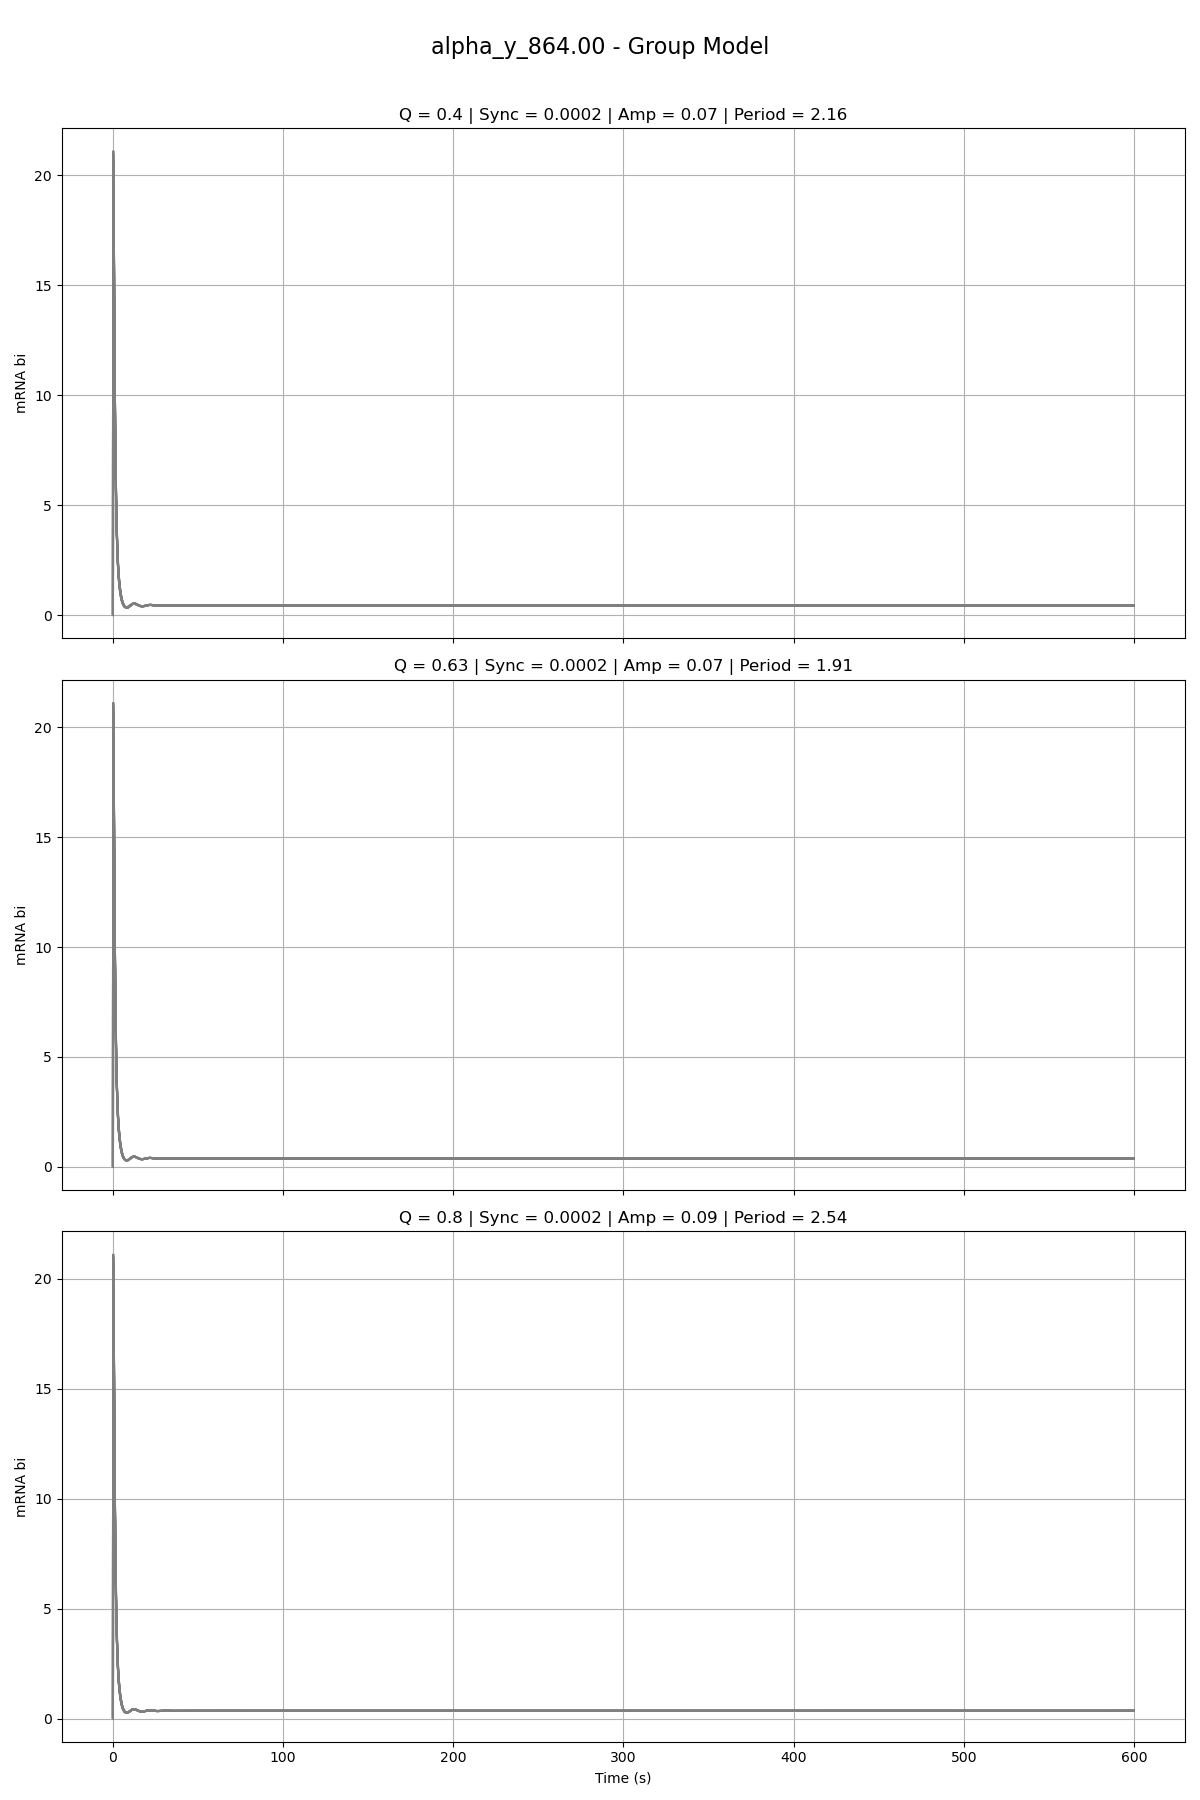 alpha_y_864.00 - Group Model
Q = 0.4 | Sync = 0.0002 | Amp = 0.07 | Period = 2.16
20
15
10
5
0
mRNA bi
Q = 0.63 | Sync = 0.0002 | Amp = 0.07 | Period = 1.91
20
15
10
5
0
mRNA bi
Q = 0.8 | Sync = 0.0002 | Amp = 0.09 | Period = 2.54
20
15
10
5
0
mRNA bi
0 100 200 300 400 500 600
Time (s)